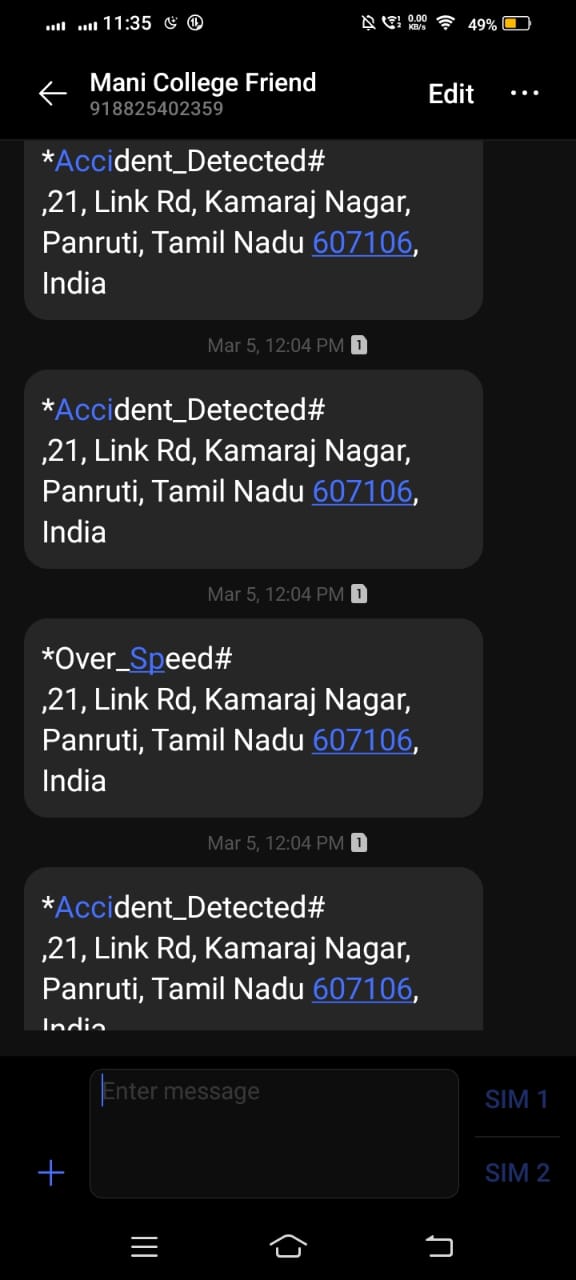 11:35
0.00
KB/s
49%
Mani College Friend
918825402359
Edit
*Accident_Detected#
,21, Link Rd, Kamaraj Nagar,
Panruti, Tamil Nadu 607106,
India
Mar 5, 12:04 PM 1
*Accident_Detected#
,21, Link Rd, Kamaraj Nagar,
Panruti, Tamil Nadu 607106,
India
Mar 5, 12:04 PM 1
*Over_Speed#
,21, Link Rd, Kamaraj Nagar,
Panruti, Tamil Nadu 607106,
India
Mar 5, 12:04 PM 1
*Accident_Detected#
,21, Link Rd, Kamaraj Nagar,
Panruti, Tamil Nadu 607106,
India
Enter message
SIM 1
SIM 2